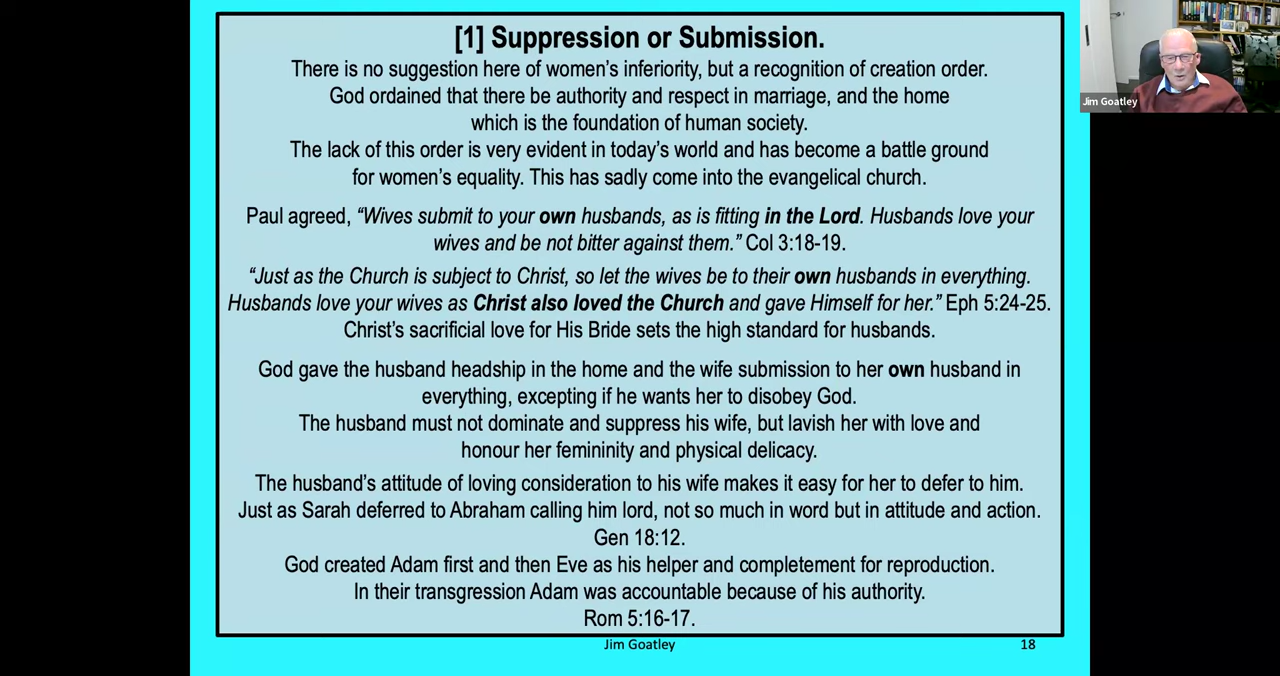 [1] Suppression or Submission.
There is no suggestion here of women's inferiority, but a recognition of creation order.
God ordained that there be authority and respect in marriage, and the home
which is the foundation of human society.
The lack of this order is very evident in today's world and has become a battle ground
for women's equality. This has sadly come into the evangelical church.
Paul agreed, “Wives submit to your own husbands, as is fitting in the Lord. Husbands love your
wives and be not bitter against them.” Col 3:18-19.
“Just as the Church is subject to Christ, so let the wives be to their own husbands in everything.
Husbands love your wives as Christ also loved the Church and gave Himself for her.” Eph 5:24-25.
Christ's sacrificial love for His Bride sets the high standard for husbands.
God gave the husband headship in the home and the wife submission to her own husband in
everything, excepting if he wants her to disobey God.
The husband must not dominate and suppress his wife, but lavish her with love and
honour her femininity and physical delicacy.
The husband's attitude of loving consideration to his wife makes it easy for her to defer to him.
Just as Sarah deferred to Abraham calling him lord, not so much in word but in attitude and action.
Gen 18:12.
God created Adam first and then Eve as his helper and completement for reproduction.
In their transgression Adam was accountable because of his authority.
Rom 5:16-17.
Jim Goatley
18
Jim Goatley